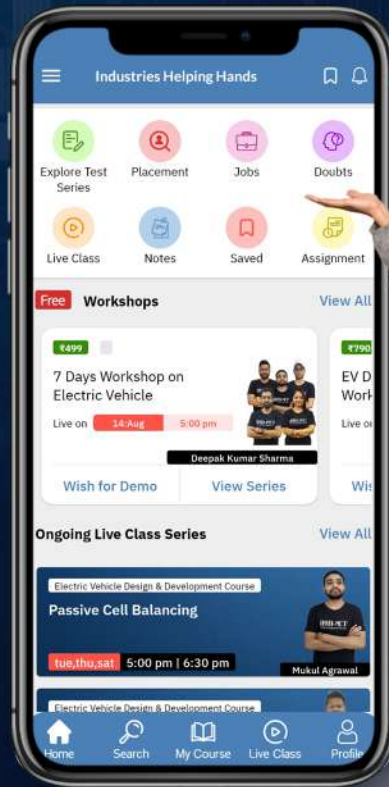 Industries Helping Hands
Explore Test
Series
Placement
Jobs
Doubts
Live Class
Notes
Saved
Assignment
Free Workshops View All
₹499
7 Days Workshop on
Electric Vehicle
Live on 14:Aug 5:00 pm
Deepak Kumar Sharma
Wish for Demo View Series
₹790
EV D
Work
Live o
Wis
Ongoing Live Class Series View All
Electric Vehicle Design & Development Course
Passive Cell Balancing
tue,thu,sat 5:00 pm | 6:30 pm
Mukul Agrawal
Electric Vehicle Design & Development Course
Home Search My Course Live Class Profile